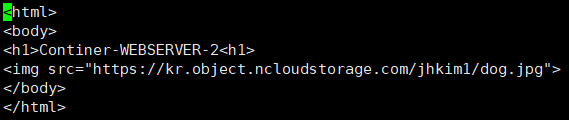 <html>
<body>
<h1>Continer-WEBSERVER-2<h1>
<img src="https://kr.object.ncloudstorage.com/jhkim1/dog.jpg">
</body>
</html>